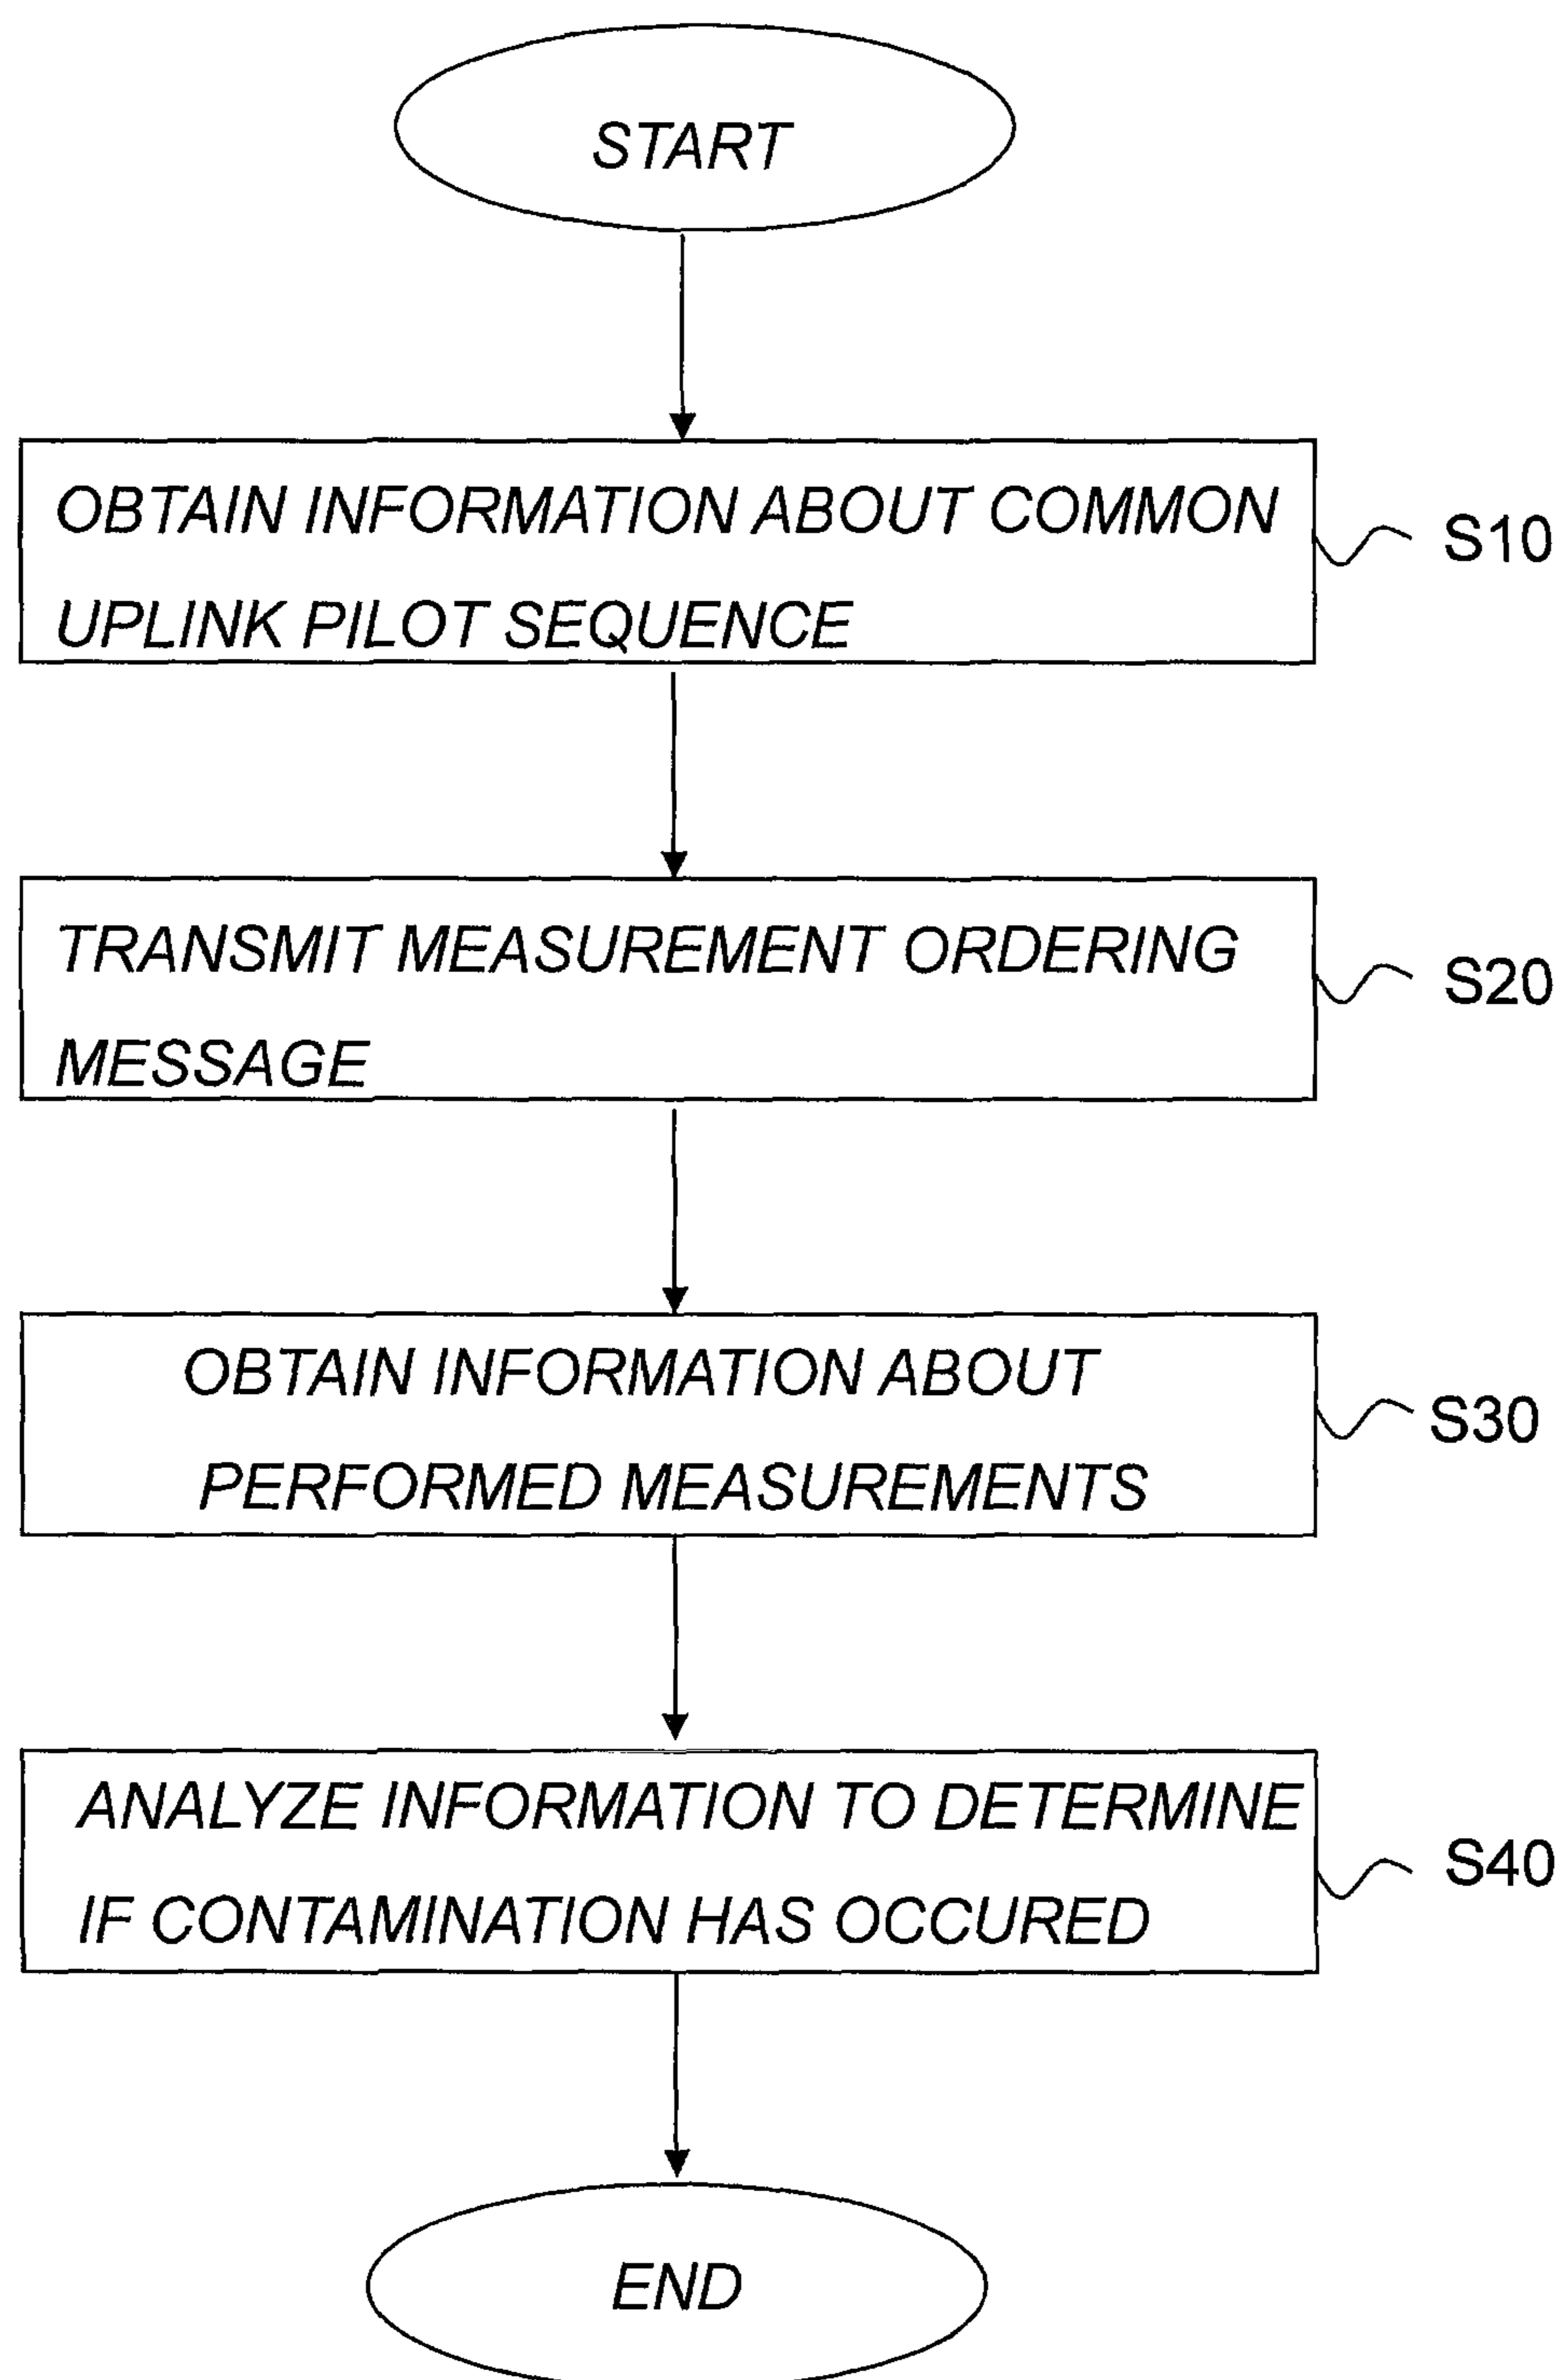 START
OBTAIN INFORMATION ABOUT COMMON
UPLINK PILOT SEQUENCE
S10
TRANSMIT MEASUREMENT ORDERING
MESSAGE
S20
OBTAIN INFORMATION ABOUT
PERFORMED MEASUREMENTS
S30
ANALYZE INFORMATION TO DETERMINE
IF CONTAMINATION HAS OCCURED
S40
END